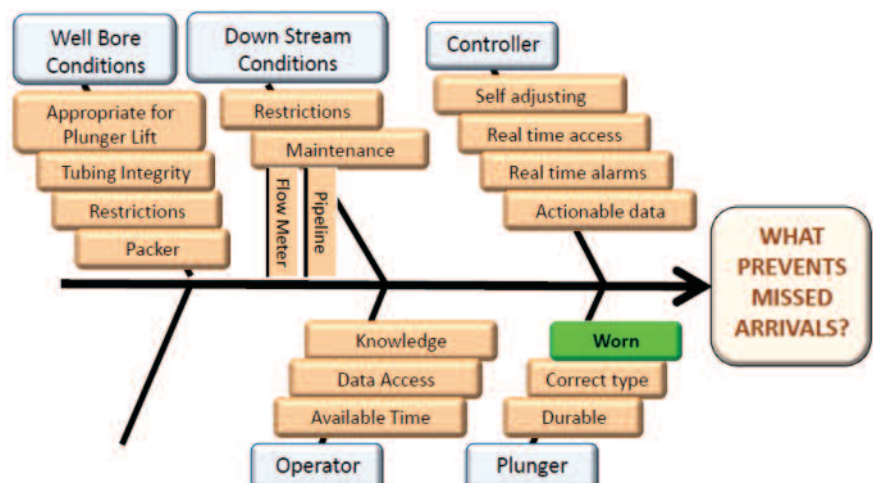 Well Bore
Conditions
Appropriate for
Plunger Lift
Tubing Integrity
Restrictions
Packer
Down Stream
Conditions
Restrictions
Maintenance
Flow Meter
Pipeline
Controller
Self adjusting
Real time access
Real time alarms
Actionable data
WHAT
PREVENTS
MISSED
ARRIVALS?
Knowledge
Data Access
Available Time
Operator
Worn
Correct type
Durable
Plunger